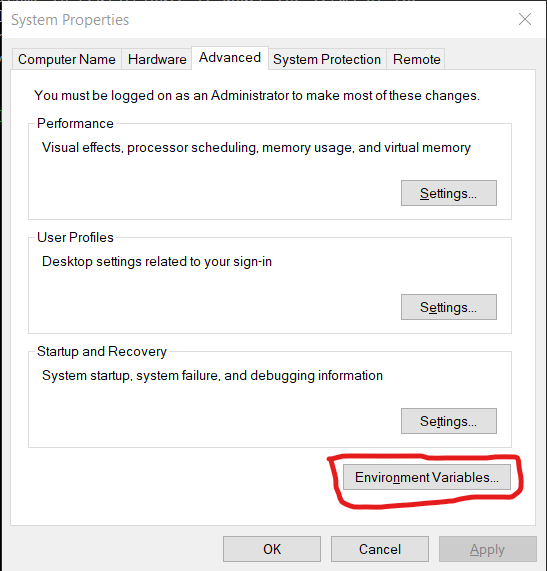 System Properties
Computer Name Hardware Advanced System Protection Remote
You must be logged on as an Administrator to make most of these changes.
Performance
Visual effects, processor scheduling, memory usage, and virtual memory
Settings...
User Profiles
Desktop settings related to your sign-in
Settings...
Startup and Recovery
System startup, system failure, and debugging information
Settings...
Environment Variables...
OK Cancel Apply